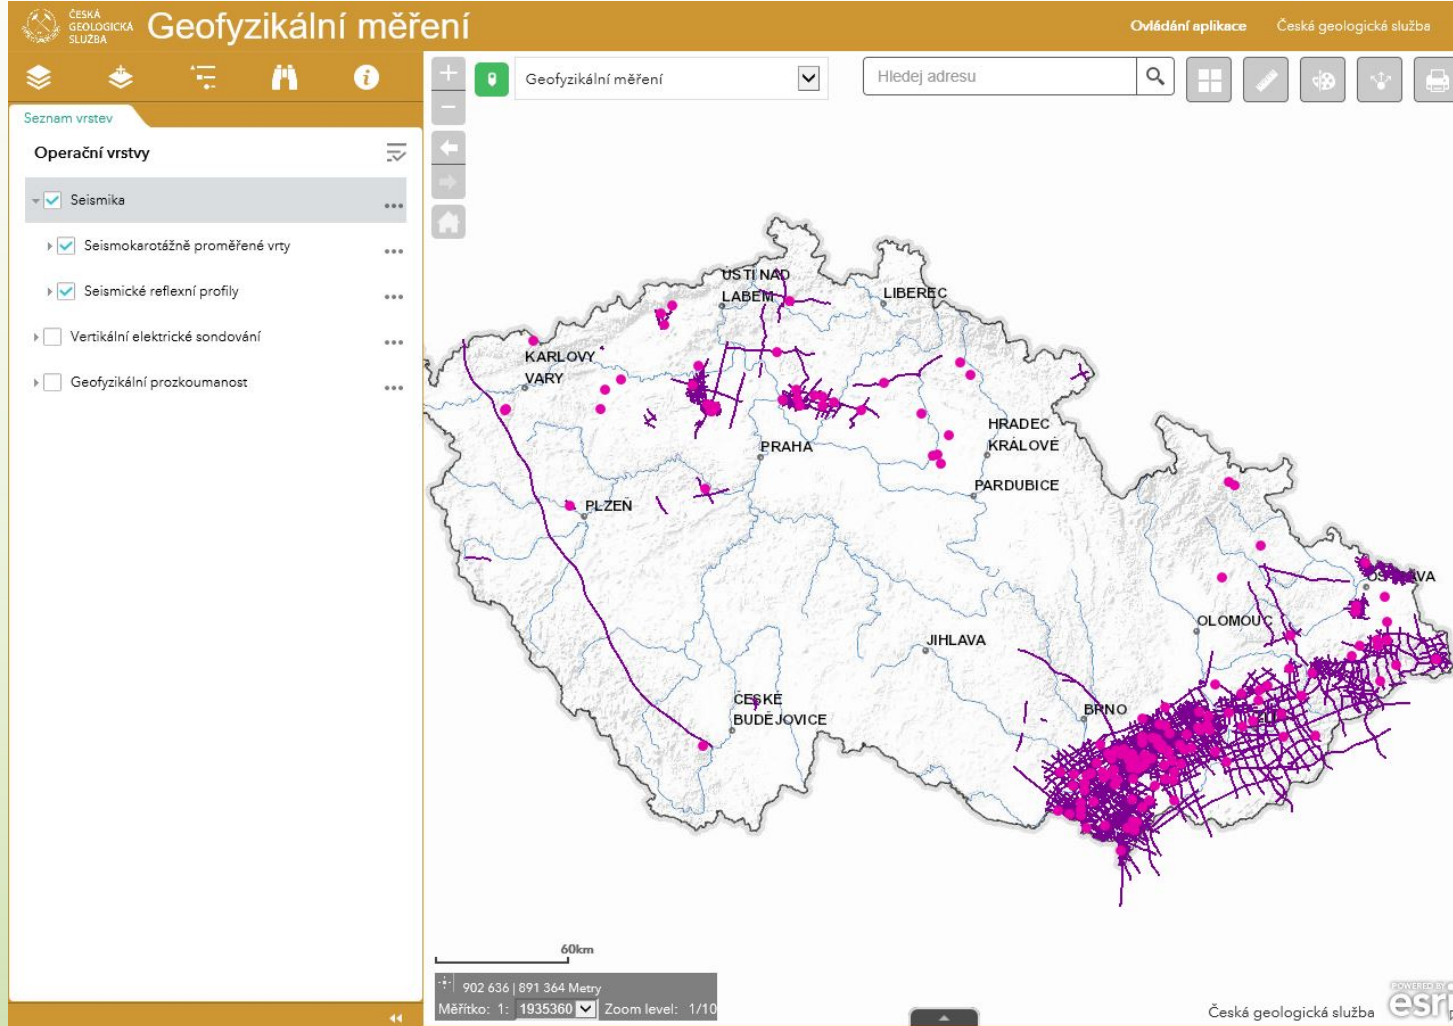 ČESKÁ
GEOLOGICKÁ
SLUŽBA
Geofyzikální měření
Ovládání aplikace
Česká geologická služba
Geofyzikální měření
Hledej adresu
Seznam vrstev
Operační vrstvy
Seismika
Seismokarotážně proměřené vrty
Seismické reflexní profily
Vertikální elektrické sondování
Geofyzikální prozkoumanost
ÚSTÍ NAD
LABEM
LIBEREC
KARLOVY
VARY
HRADEC
KRÁLOVÉ
PRAHA
PARDUBICE
PLZEŇ
OSTRAVA
OLOMOUC
JIHLAVA
ČESKÉ
BUDĚJOVICE
BRNO
60km
902 636 | 891 364 Metry
Měřítko: 1: 1935360 Zoom level: 1/10
Česká geologická služba
POWERED BY
esri